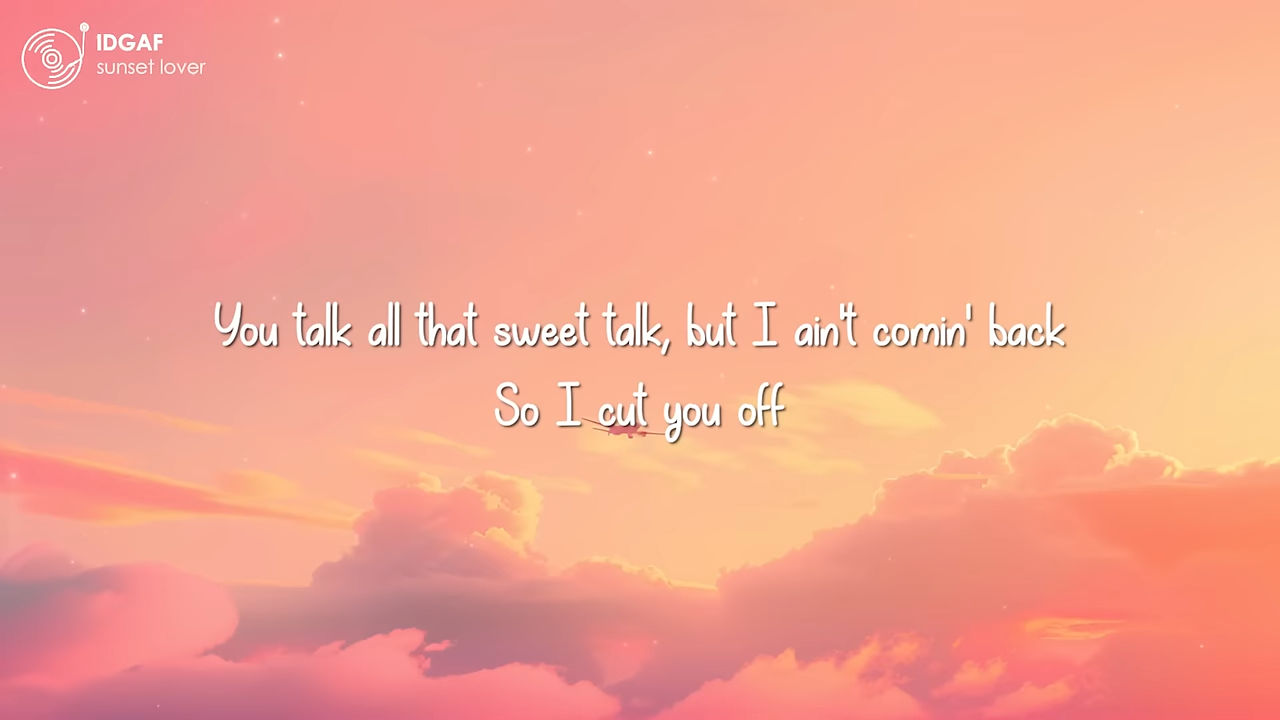 IDGAF
sunset lover
You talk all that sweet talk, but I ain't comin' back
So I cut you off